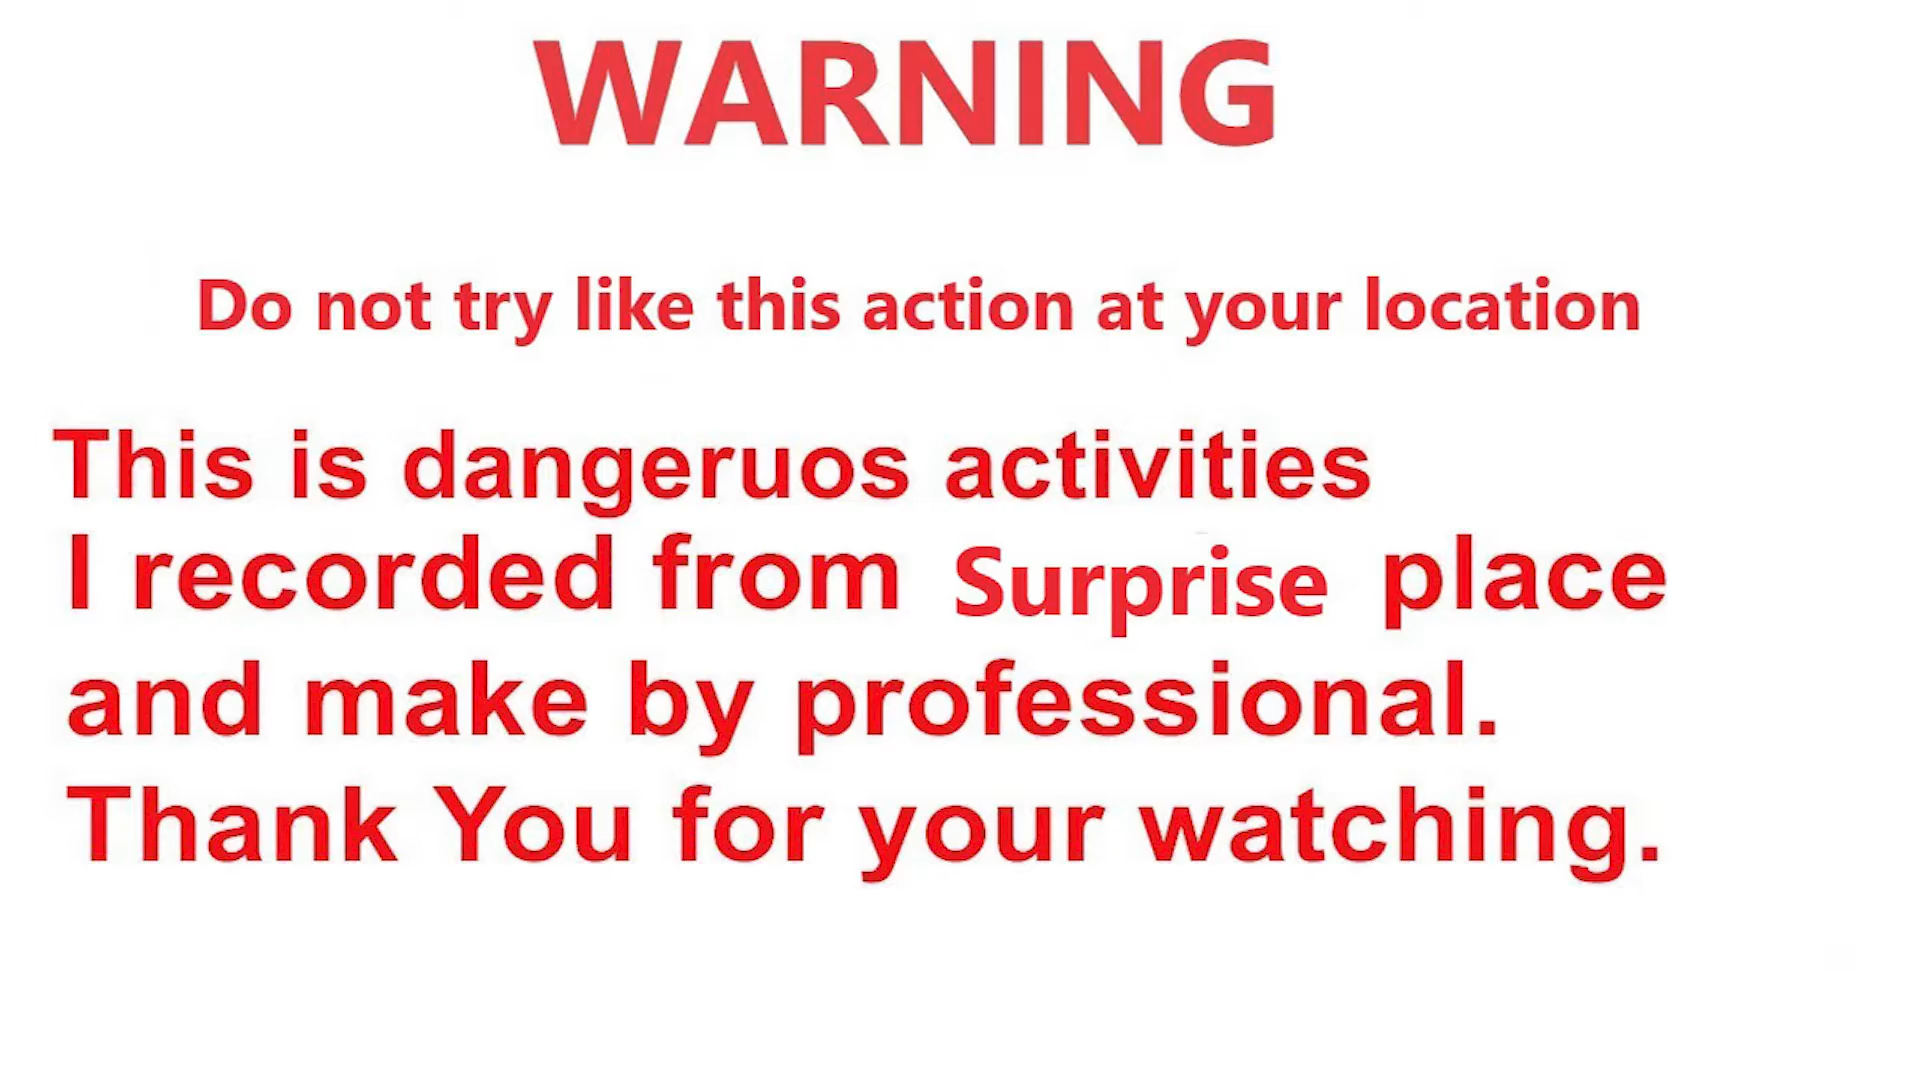 WARNING
Do not try like this action at your location
This is dangeruos activities
I recorded from Surprise place
and make by professional.
Thank You for your watching.